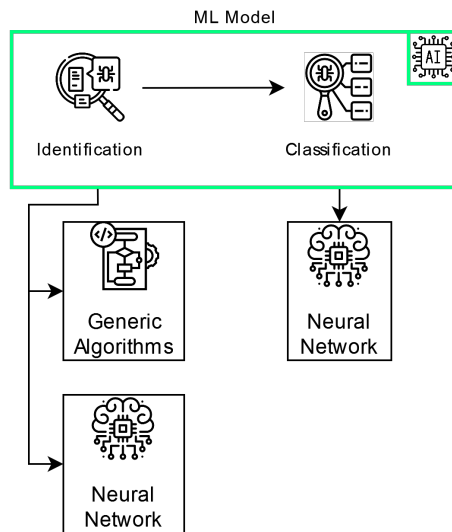 ML Model
AI
Identification
Classification
</>
Generic
Algorithms
Neural
Network
Neural
Network